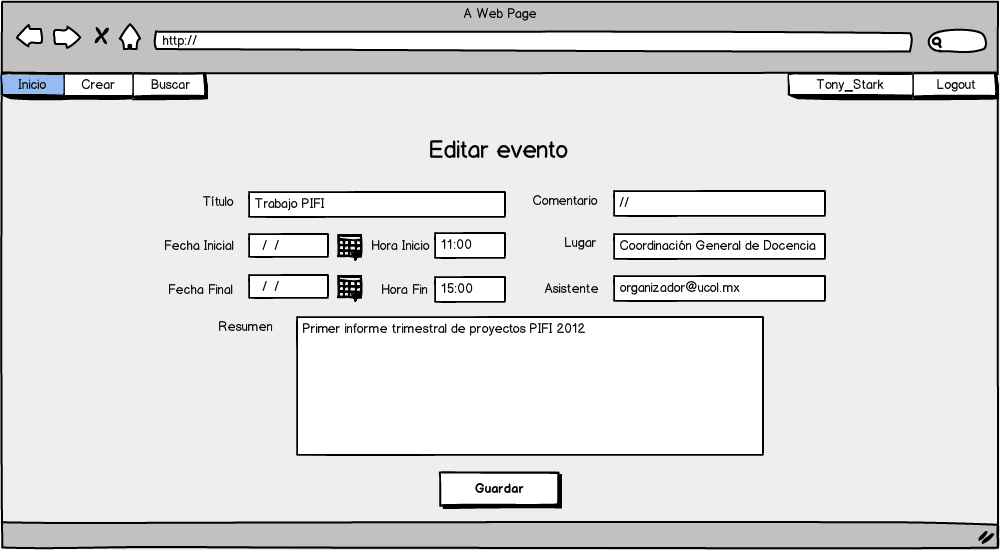 A Web Page
http://
Inicio Crear Buscar Tony_Stark Logout
Editar evento
Título Trabajo PIFI Comentario //
Fecha Inicial / / Hora Inicio 11:00 Lugar Coordinación General de Docencia
Fecha Final / / Hora Fin 15:00 Asistente organizador@ucol.mx
Resumen Primer informe trimestral de proyectos PIFI 2012
Guardar